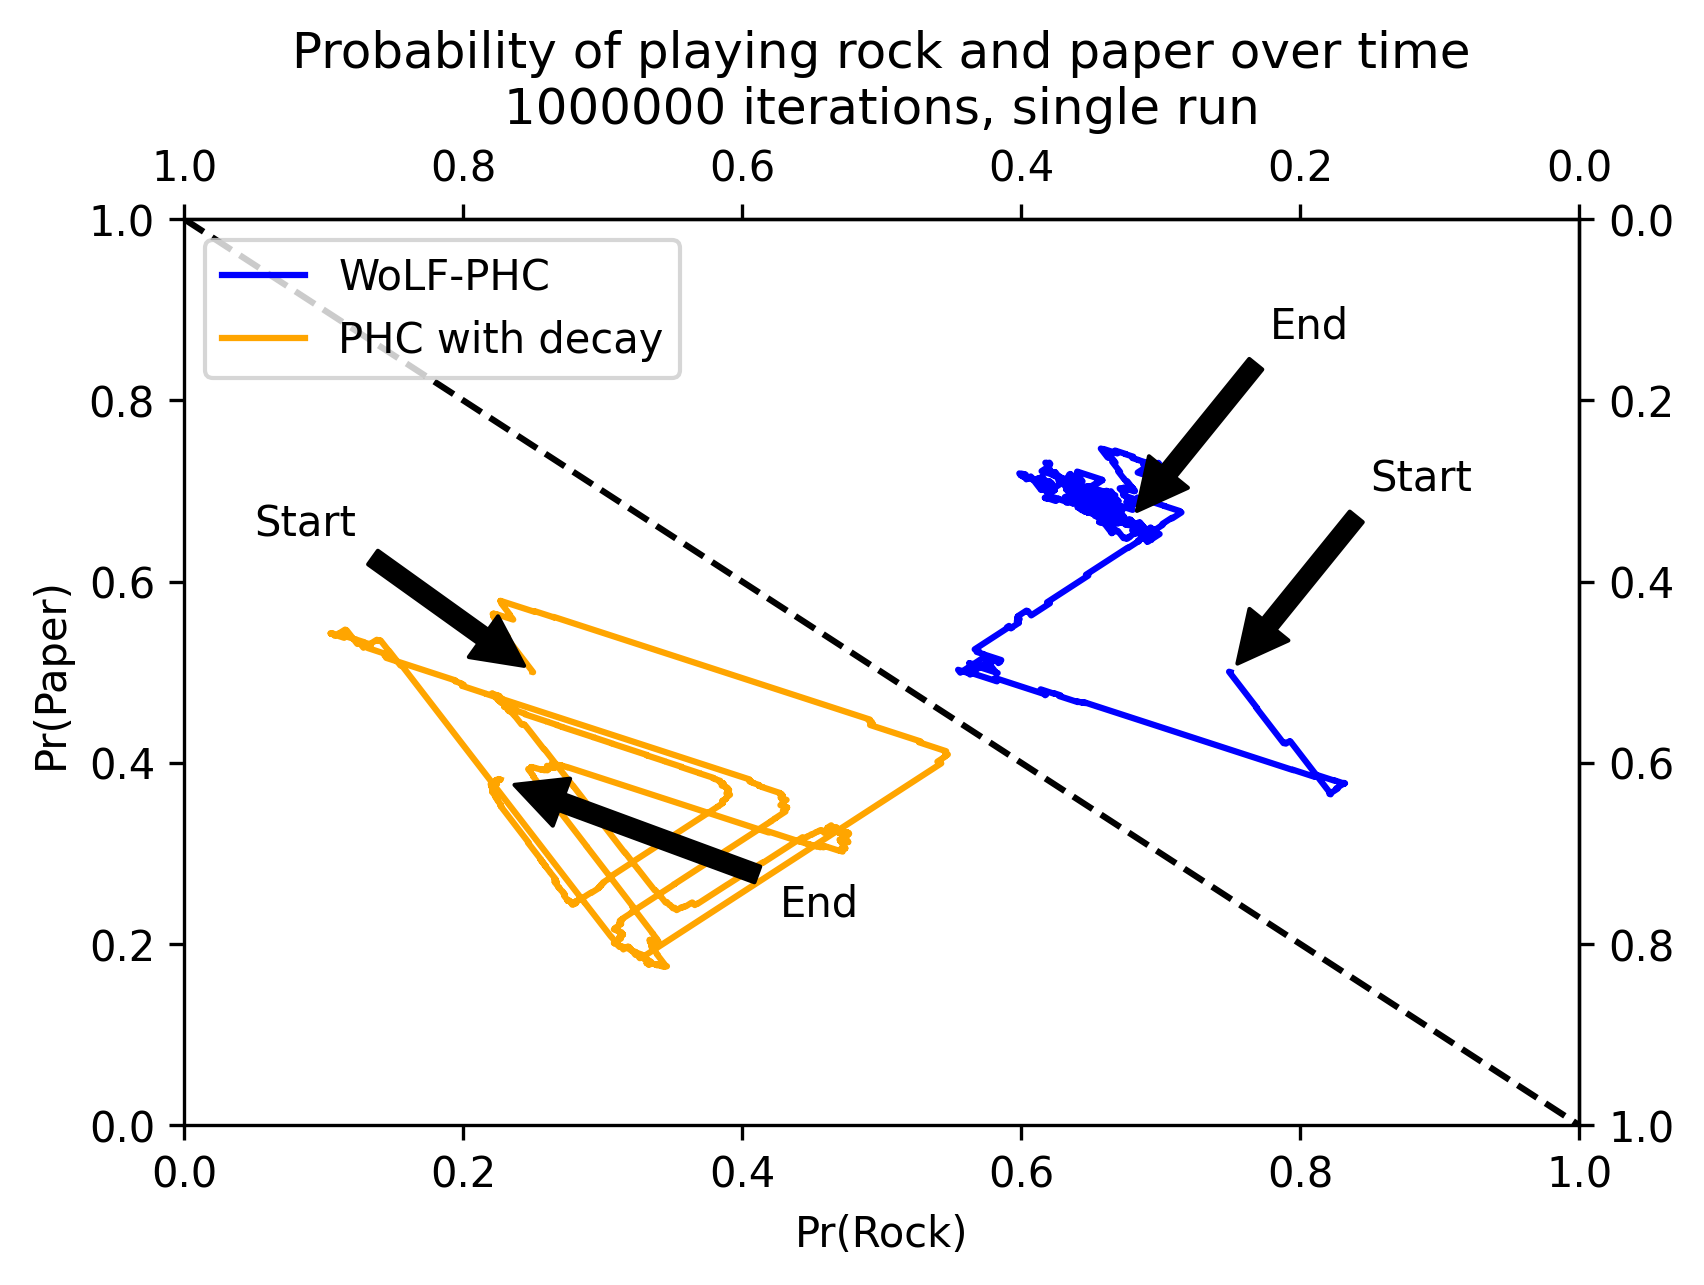 Probability of playing rock and paper over time
1000000 iterations, single run
1.0 0.8 0.6 0.4 0.2 0.0
1.0 0.0
WoLF-PHC
PHC with decay
End
0.8 0.2
Start
Start
0.6 0.4
Pr(Paper)
0.4 0.6
End
0.2 0.8
0.0 1.0
0.0 0.2 0.4 0.6 0.8 1.0
Pr(Rock)